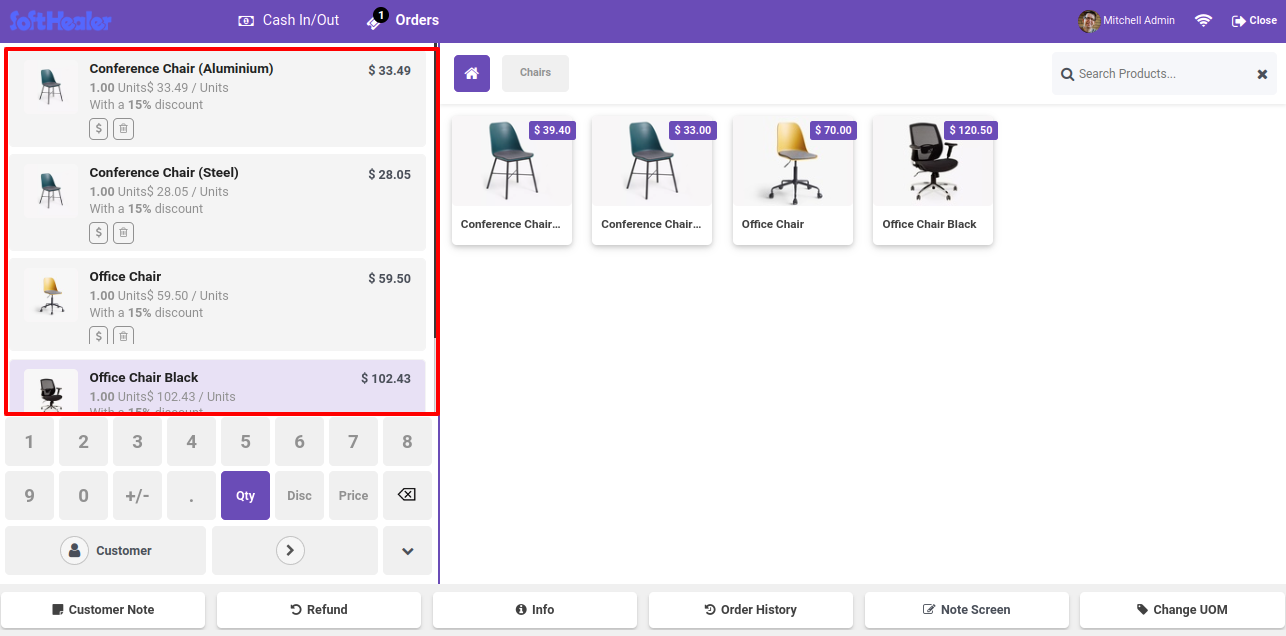 SoftHealer
Cash In/Out
1
Orders
Mitchell Admin
Close
Conference Chair (Aluminium)
$ 33.49
1.00 Units$ 33.49 / Units
With a 15% discount
$
Conference Chair (Steel)
$ 28.05
1.00 Units$ 28.05 / Units
With a 15% discount
$
Office Chair
$ 59.50
1.00 Units$ 59.50 / Units
With a 15% discount
$
Office Chair Black
$ 102.43
1.00 Units$ 102.43 / Units
With a 15% discount
1 2 3 4 5 6 7 8
9 0 +/- . Qty Disc Price
Customer
Chairs
Search Products...
$ 39.40
Conference Chair...
$ 33.00
Conference Chair...
$ 70.00
Office Chair
$ 120.50
Office Chair Black
Customer Note
Refund
Info
Order History
Note Screen
Change UOM